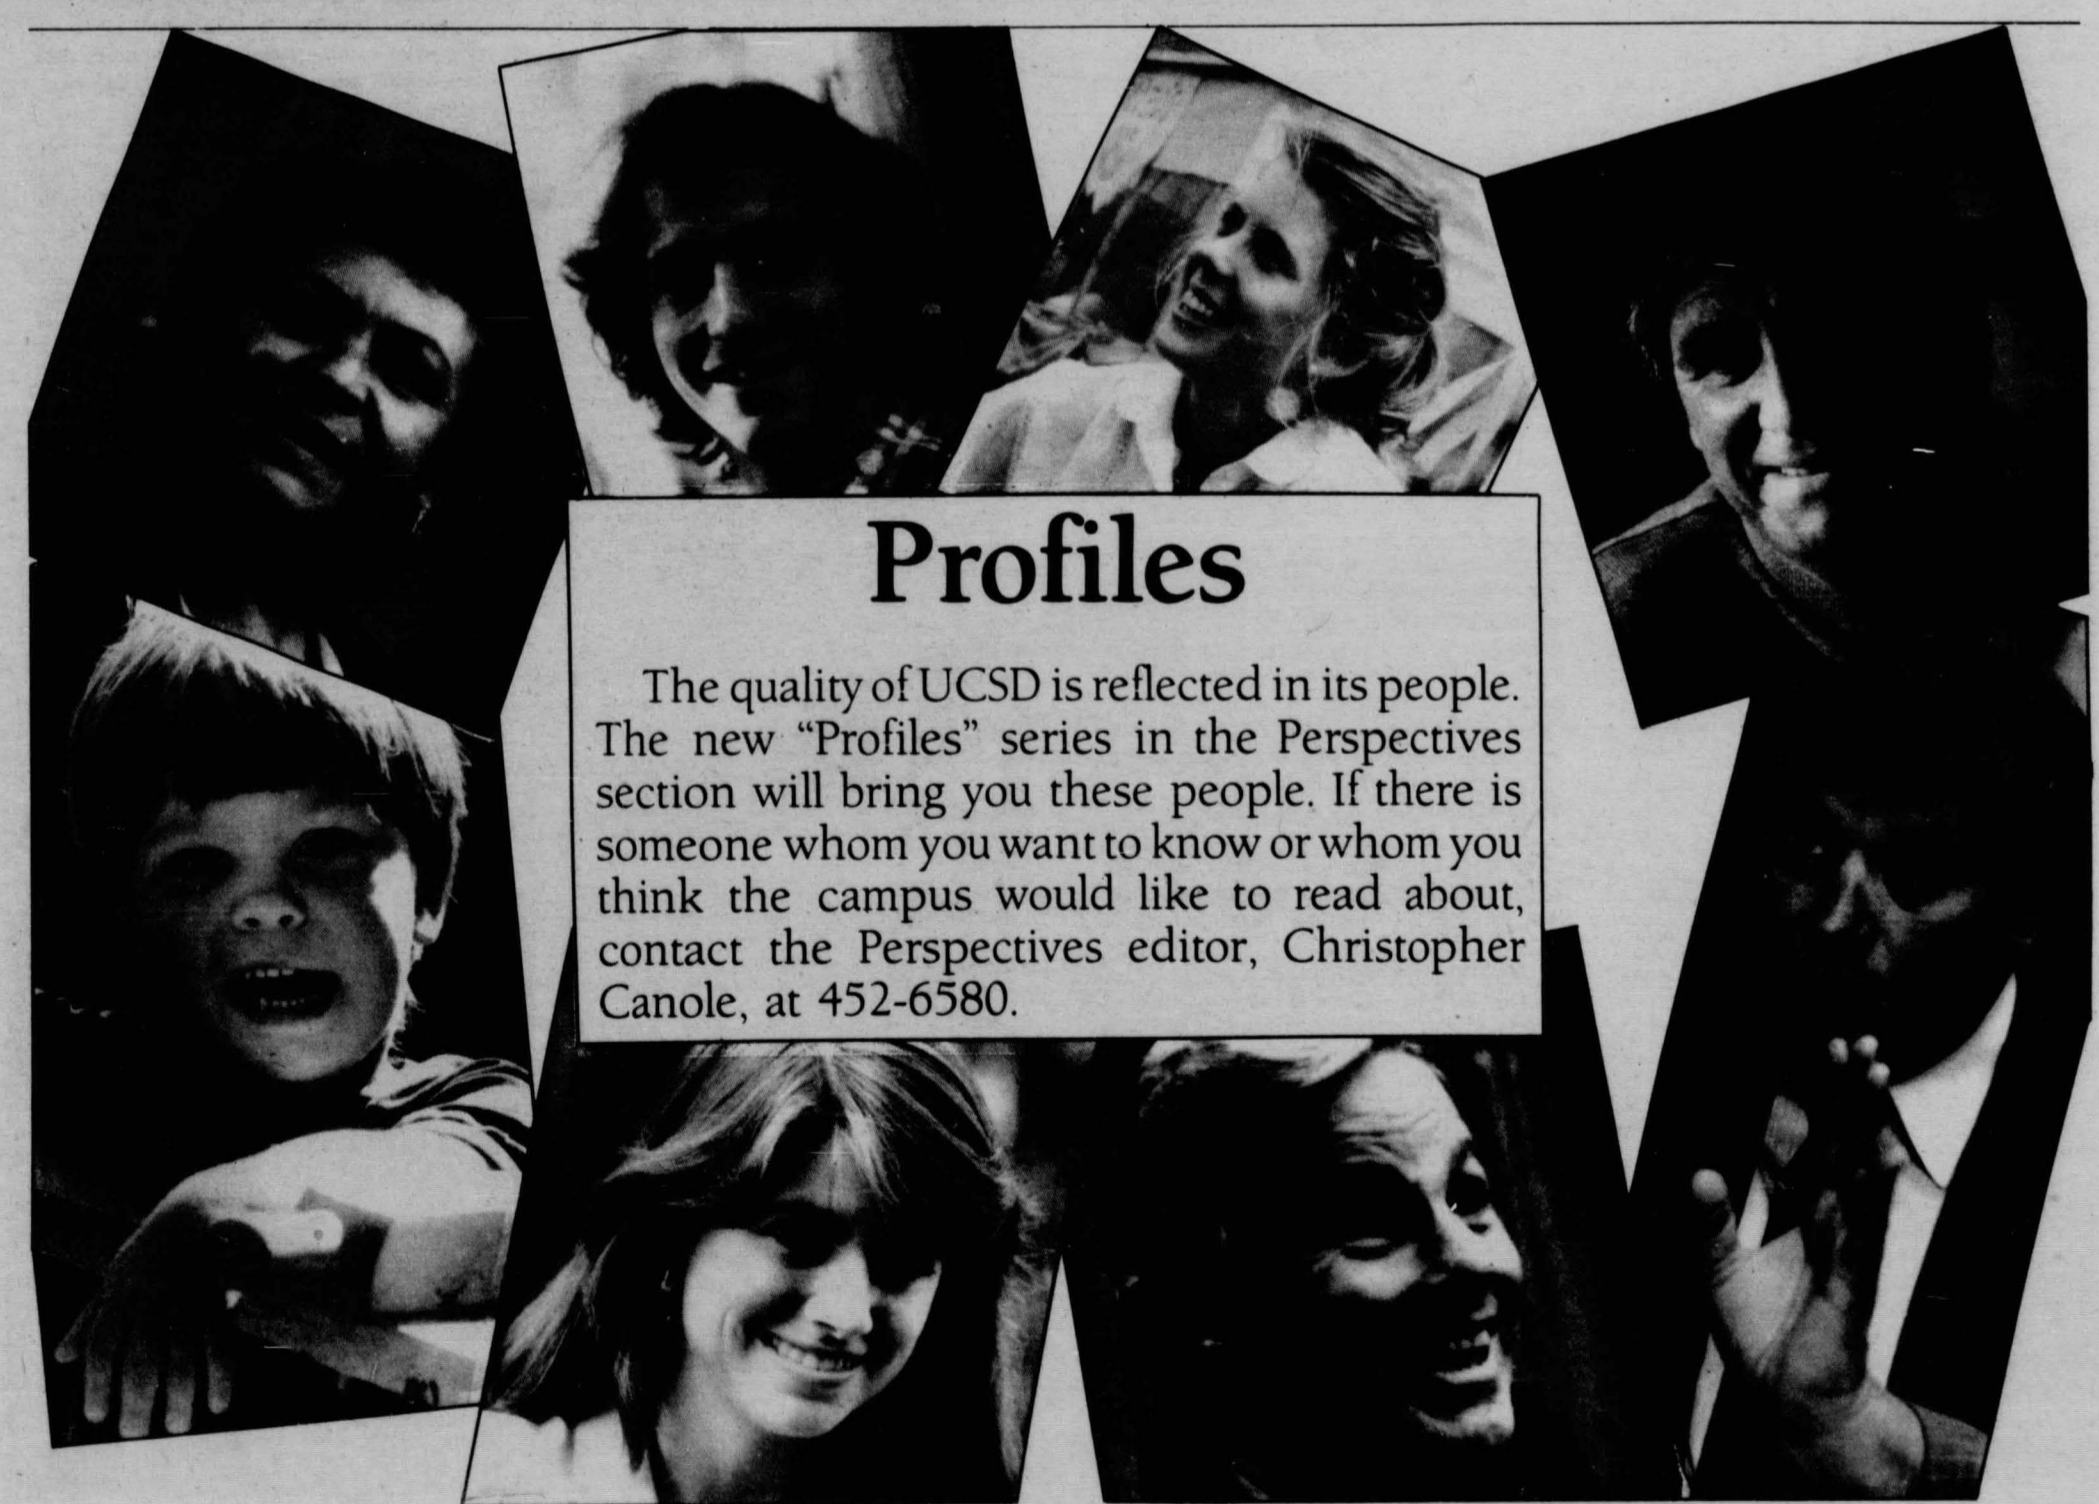 Profiles
The quality of UCSD is reflected in its people.
The new “Profiles” series in the Perspectives
section will bring you these people. If there is
someone whom you want to know or whom you
think the campus would like to read about,
contact the Perspectives editor, Christopher
Canole, at 452-6580.